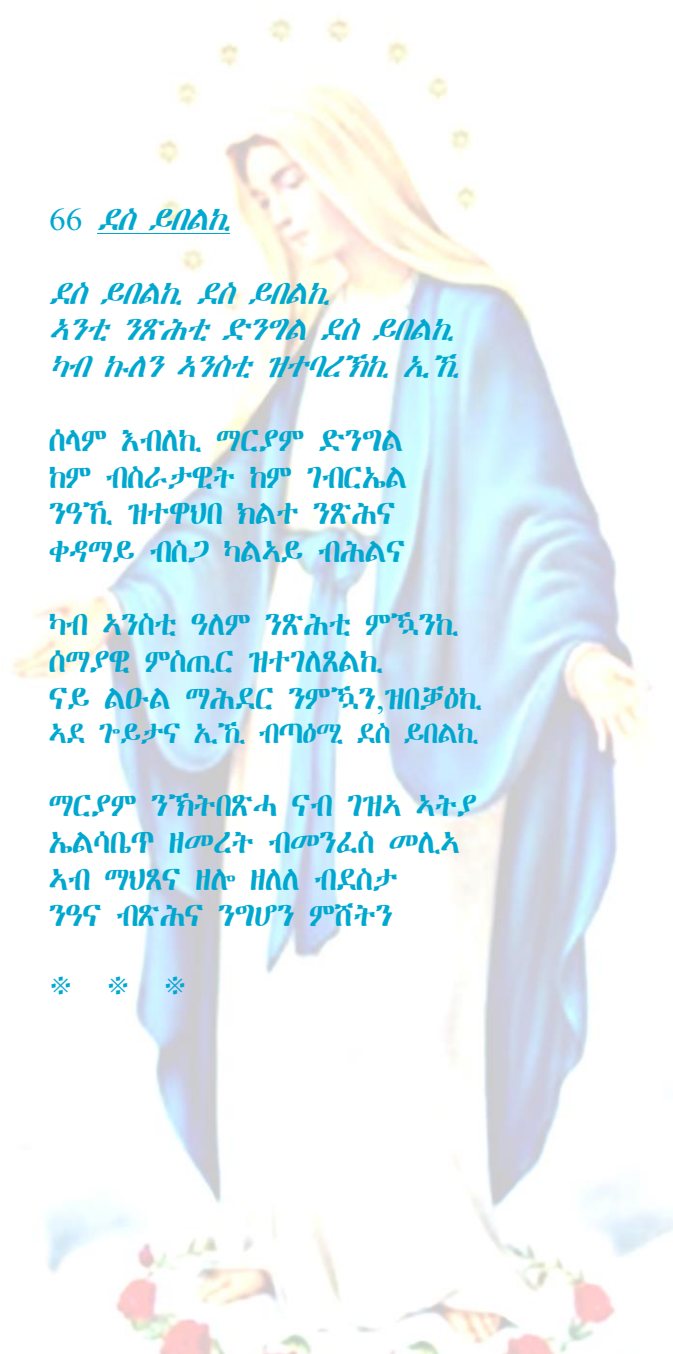 66 ደስ ይበልኪ
ደስ ይበልኪ ደስ ይበልኪ
ኣንቲ ንጽሕቲ ድንግል ደስ ይበልኪ
ካብ ኩለን ኣንስቲ ዝተባረኽኪ ኢኺ
ሰላም እብለኪ ማርያም ድንግል
ከም ብስራታዊት ከም ገብርኤል
ንዓኺ ዝተዋህበ ክልተ ንጽሕና
ቀዳማይ ብስጋ ካልኣይ ብሕልና
ካብ ኣንስቲ ዓለም ንጽሕቲ ምዃንኪ
ሰማያዊ ምስጢር ዝተገለጸልኪ
ናይ ልዑል ማሕደር ንምዃን,ዝበቓዕኪ
ኣደ ጐይታና ኢኺ ብጣዕሚ ደስ ይበልኪ
ማርያም ንኽትበጽሓ ናብ ገዝኣ ኣትያ
ኤልሳቤጥ ዘመረት ብመንፈስ መሊኣ
ኣብ ማህጸና ዘሎ ዘለለ ብደስታ
ንዓና ብጽሕና ንግሆን ምሸትን
※ ※ ※